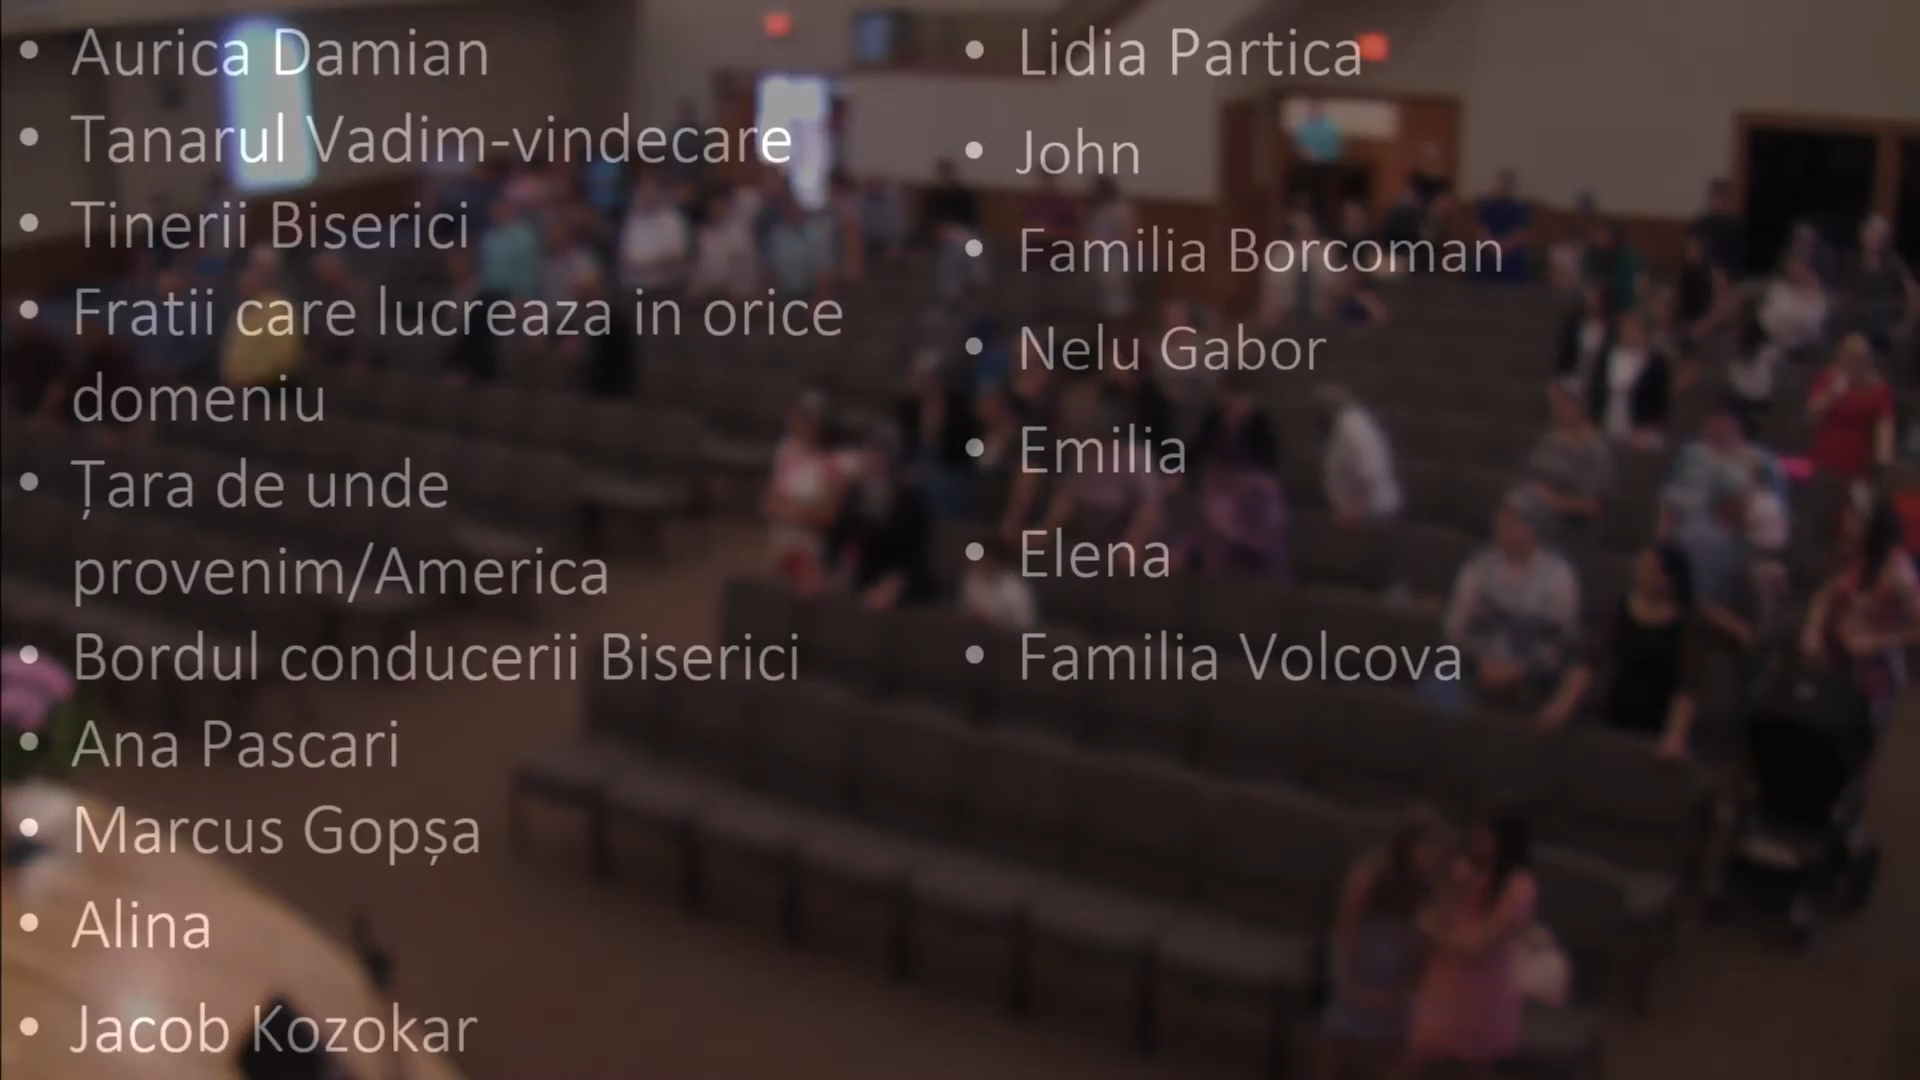 • Aurica Damian
• Tanarul Vadim-vindecare
• Tinerii Biserici
• Fratii care lucreaza in orice
domeniu
• Țara de unde
provenim/America
• Bordul conducerii Biserici
• Ana Pascari
• Marcus Gopșa
• Alina
• Jacob Kozokar
• Lidia Partica
• John
• Familia Borcoman
• Nelu Gabor
• Emilia
• Elena
• Familia Volcova